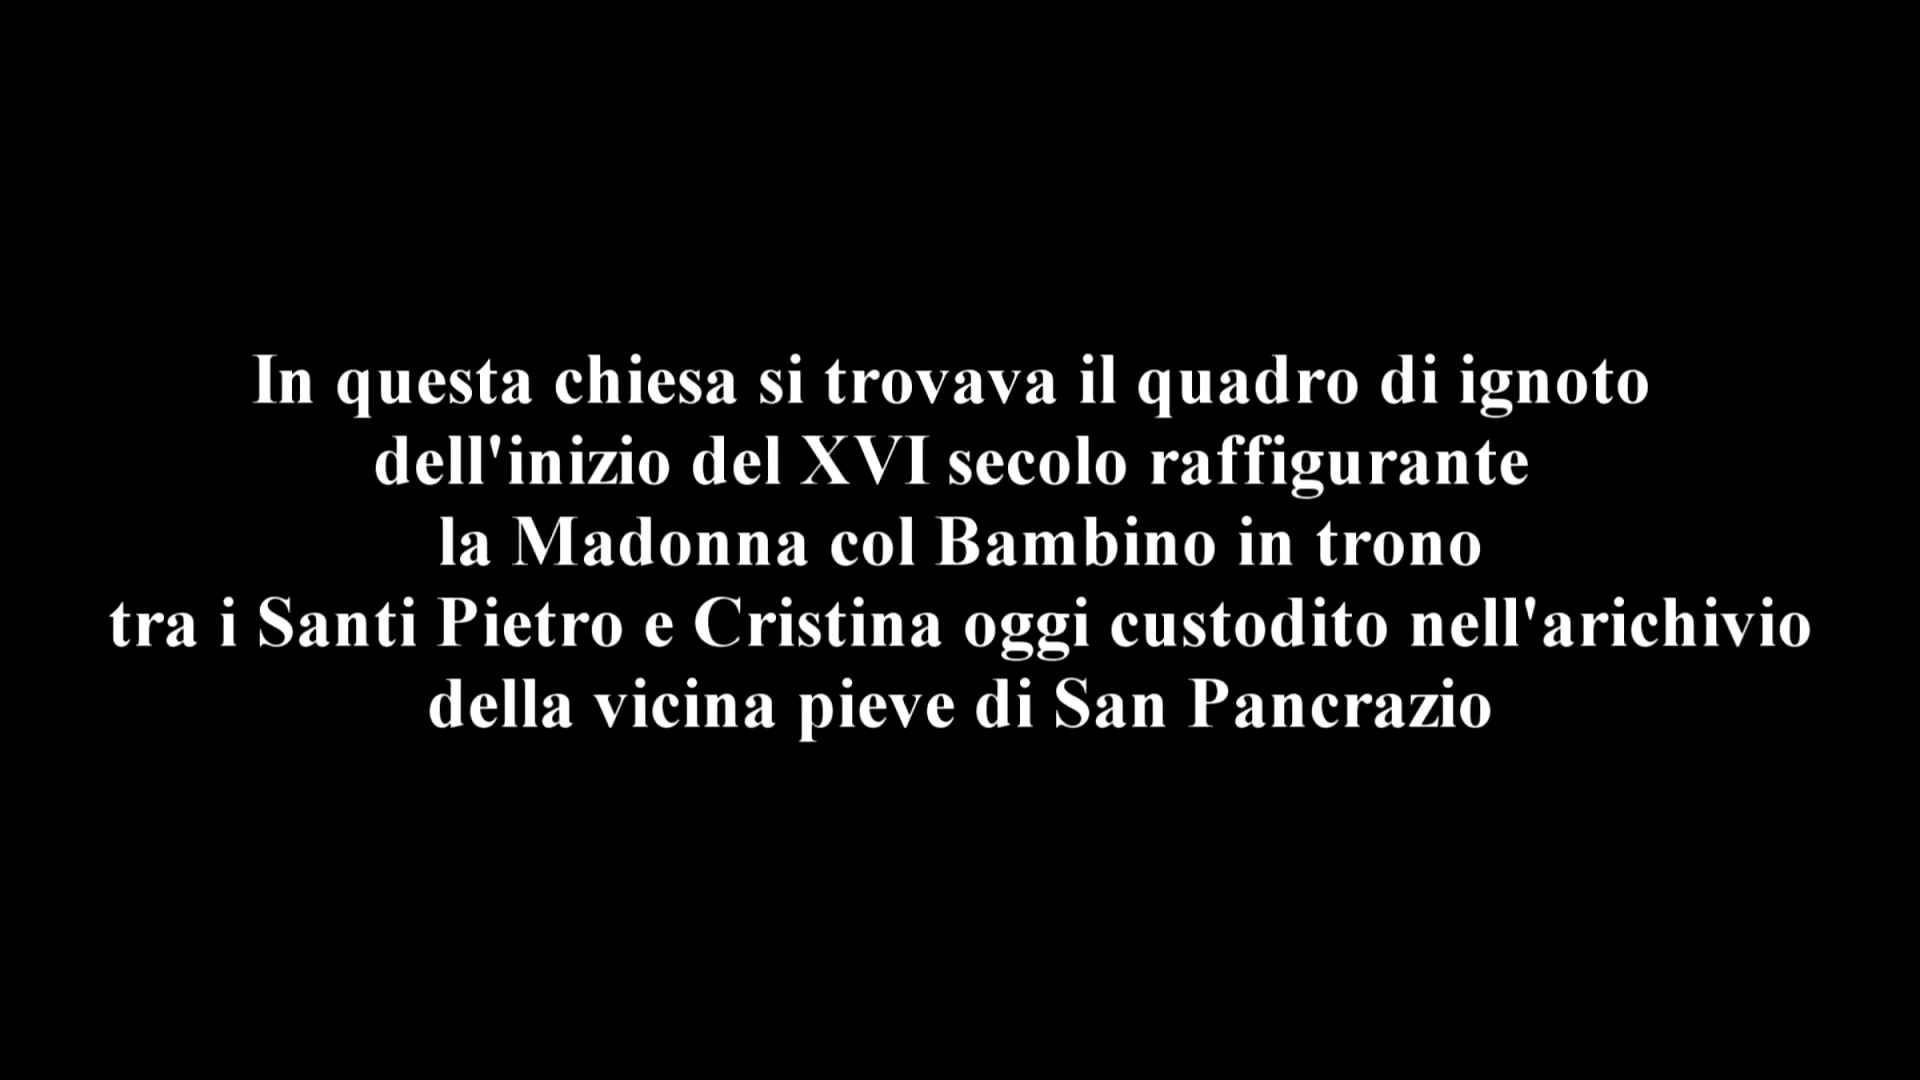 In questa chiesa si trovava il quadro di ignoto
dell'inizio del XVI secolo raffigurante
la Madonna col Bambino in trono
tra i Santi Pietro e Cristina oggi custodito nell'arichivio
della vicina pieve di San Pancrazio